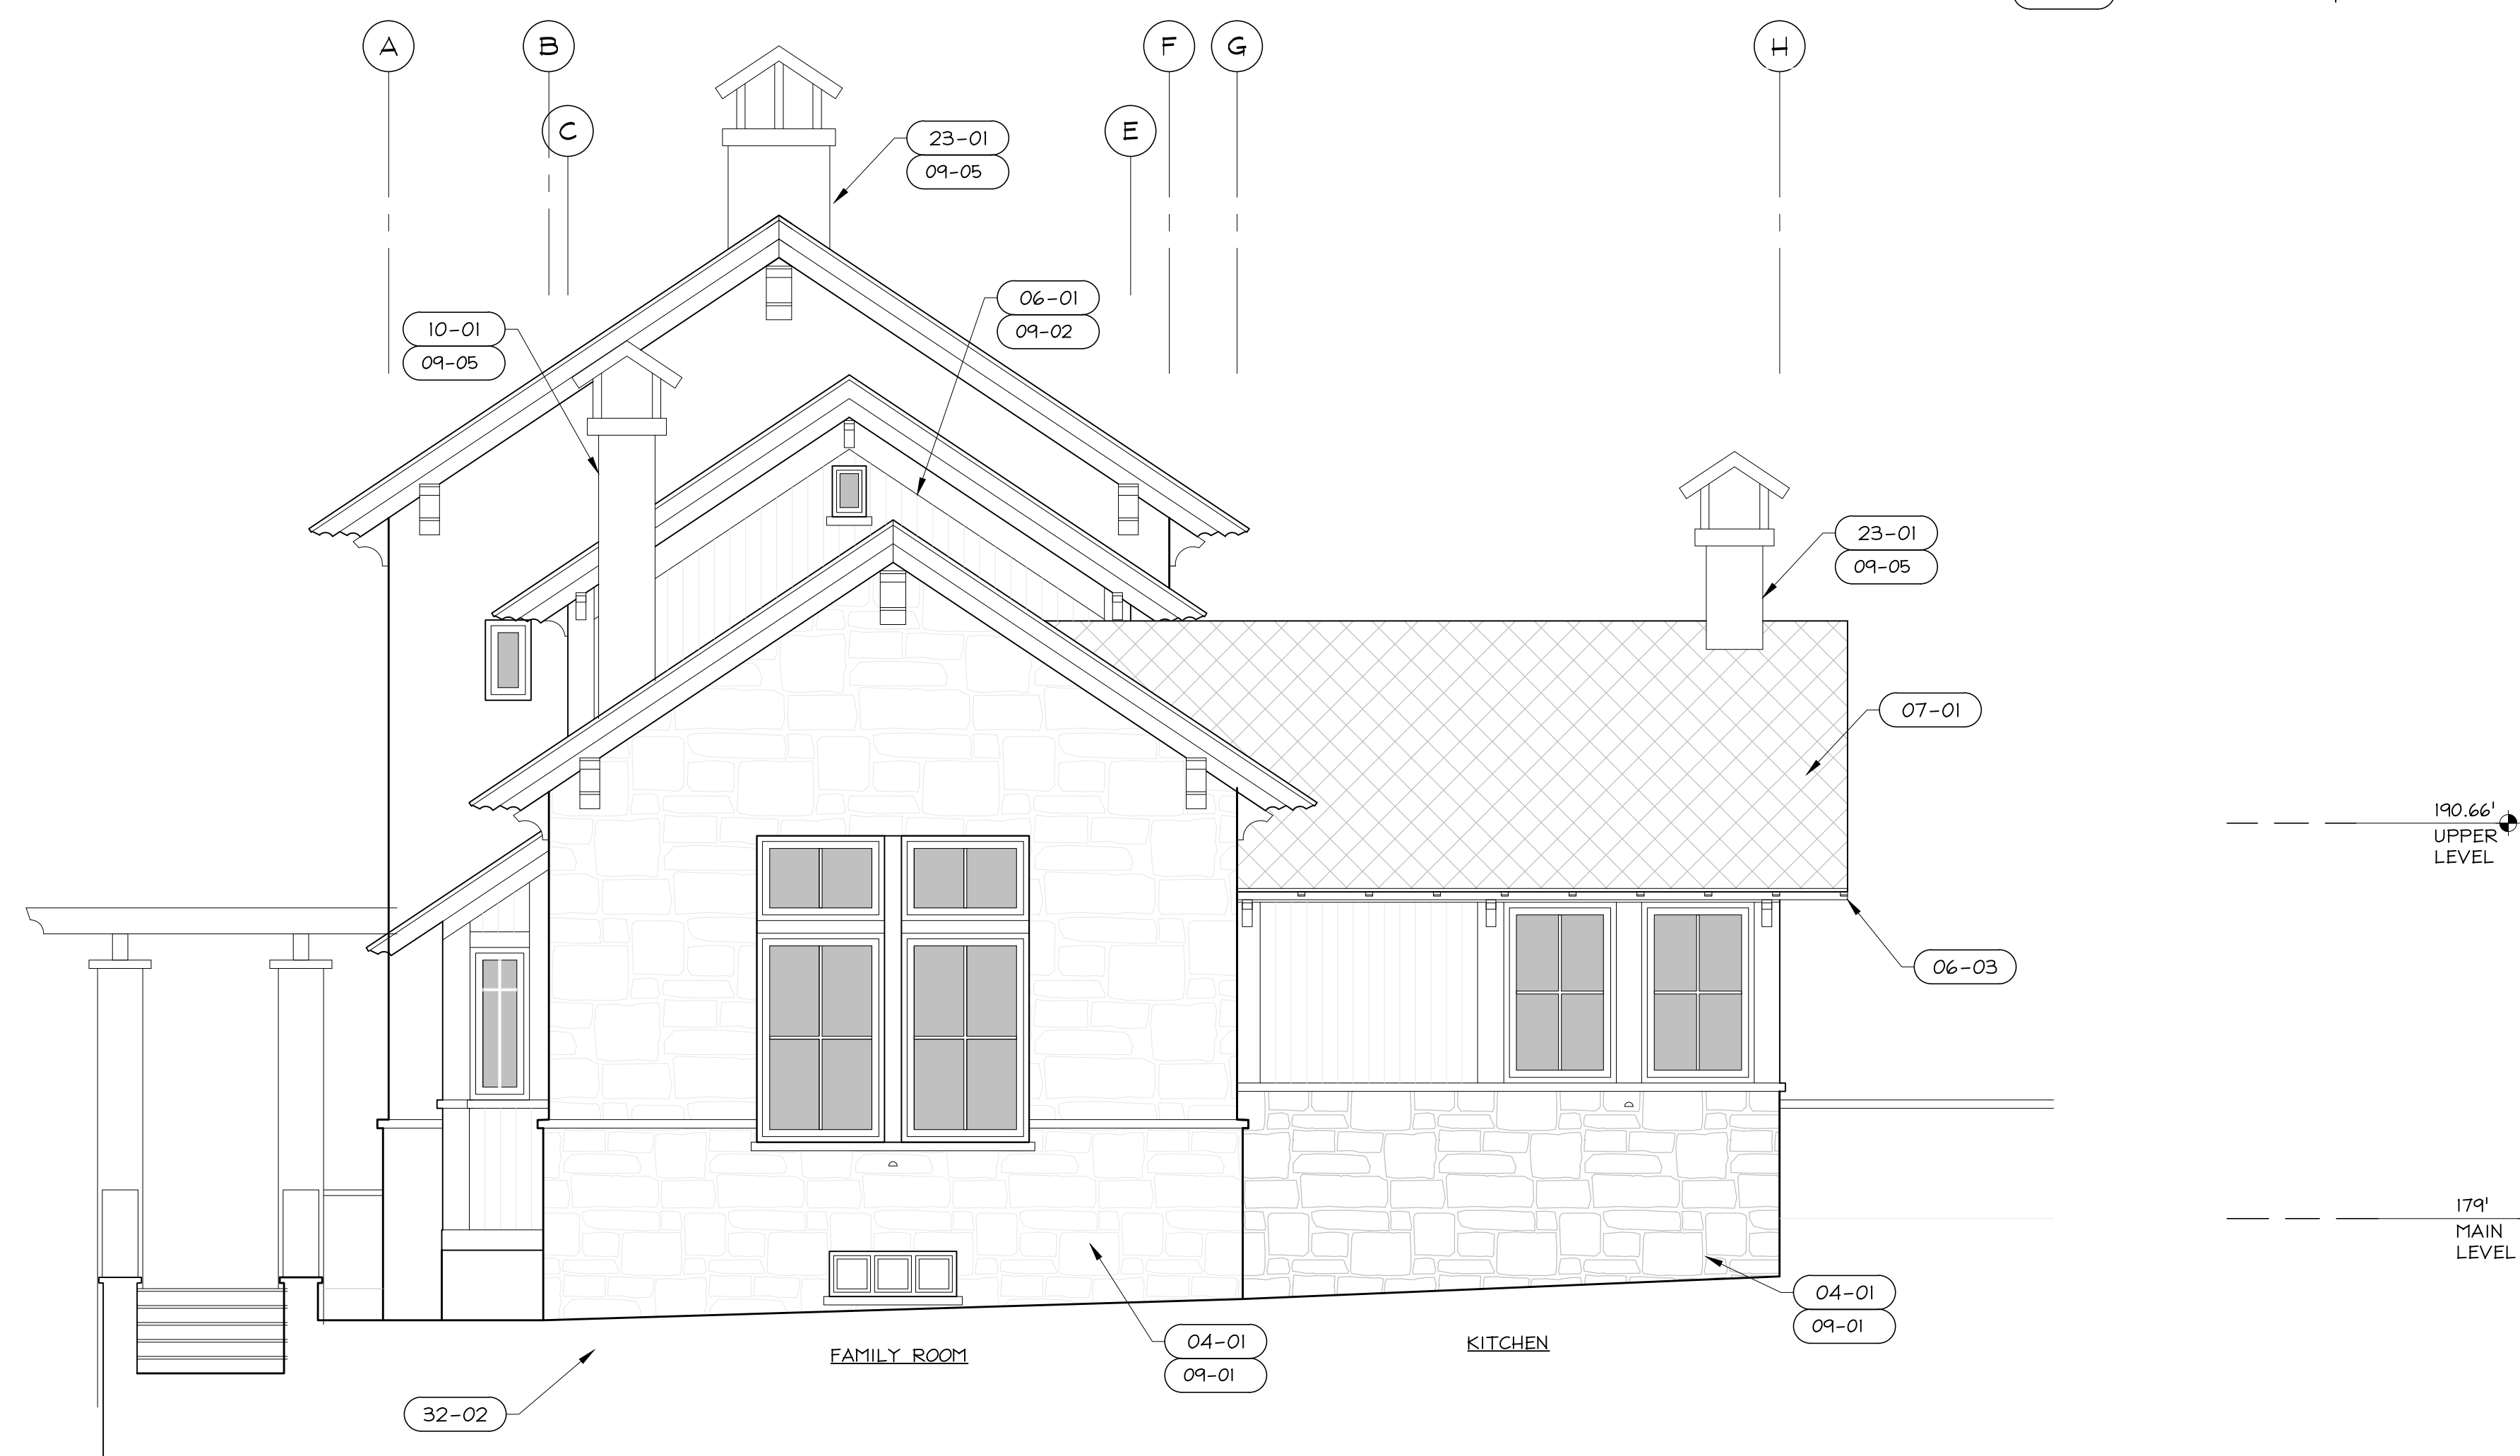 A
B
F
G
H
C
E
23-01
09-05
06-01
09-02
10-01
09-05
23-01
09-05
07-01
190.66'
UPPER
LEVEL
06-03
179'
MAIN
LEVEL
04-01
09-01
04-01
09-01
KITCHEN
FAMILY ROOM
32-02